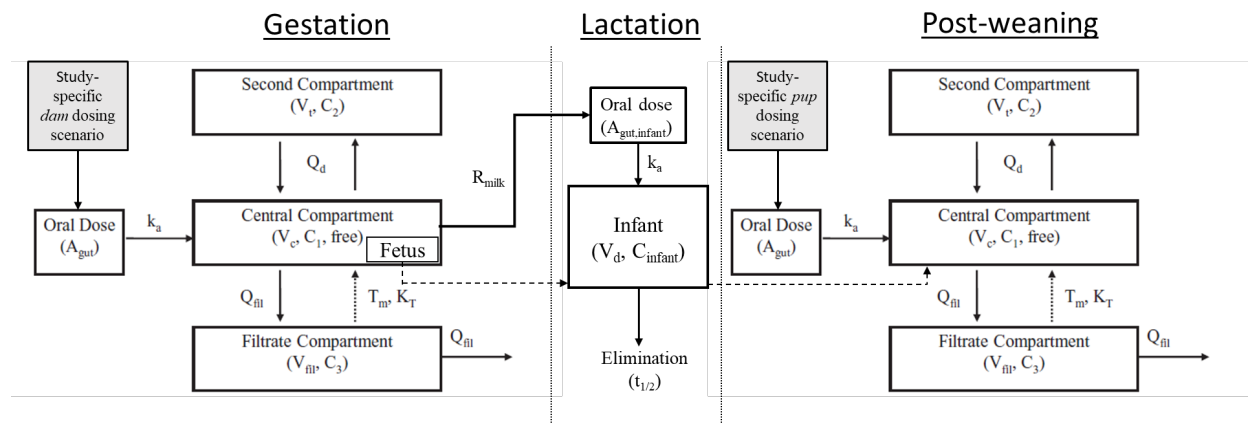 Gestation
Lactation
Post-weaning
Study-
specific
dam dosing
scenario
Second Compartment
(Vt, C2)
Qd
Oral Dose
(Agut)
ka
Central Compartment
(Vc, C1, free)
Fetus
Qfil
Tm, KT
Filtrate Compartment
(Vfil, C3)
Qfil
Rmilk
Oral dose
(Agut,infant)
ka
Infant
(Vd, Cinfant)
Elimination
(t1/2)
Study-
specific pup
dosing
scenario
Second Compartment
(Vt, C2)
Qd
Oral Dose
(Agut)
ka
Central Compartment
(Vc, C1, free)
Qfil
Tm, KT
Filtrate Compartment
(Vfil, C3)
Qfil